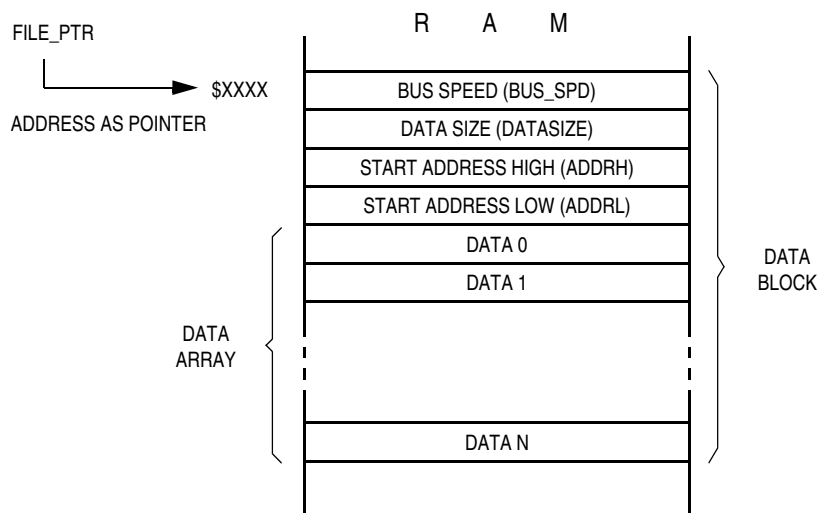 R A M
FILE_PTR
$XXXX
ADDRESS AS POINTER
BUS SPEED (BUS_SPD)
DATA SIZE (DATASIZE)
START ADDRESS HIGH (ADDRH)
START ADDRESS LOW (ADDRL)
DATA 0
DATA 1
DATA
BLOCK
DATA
ARRAY
DATA N